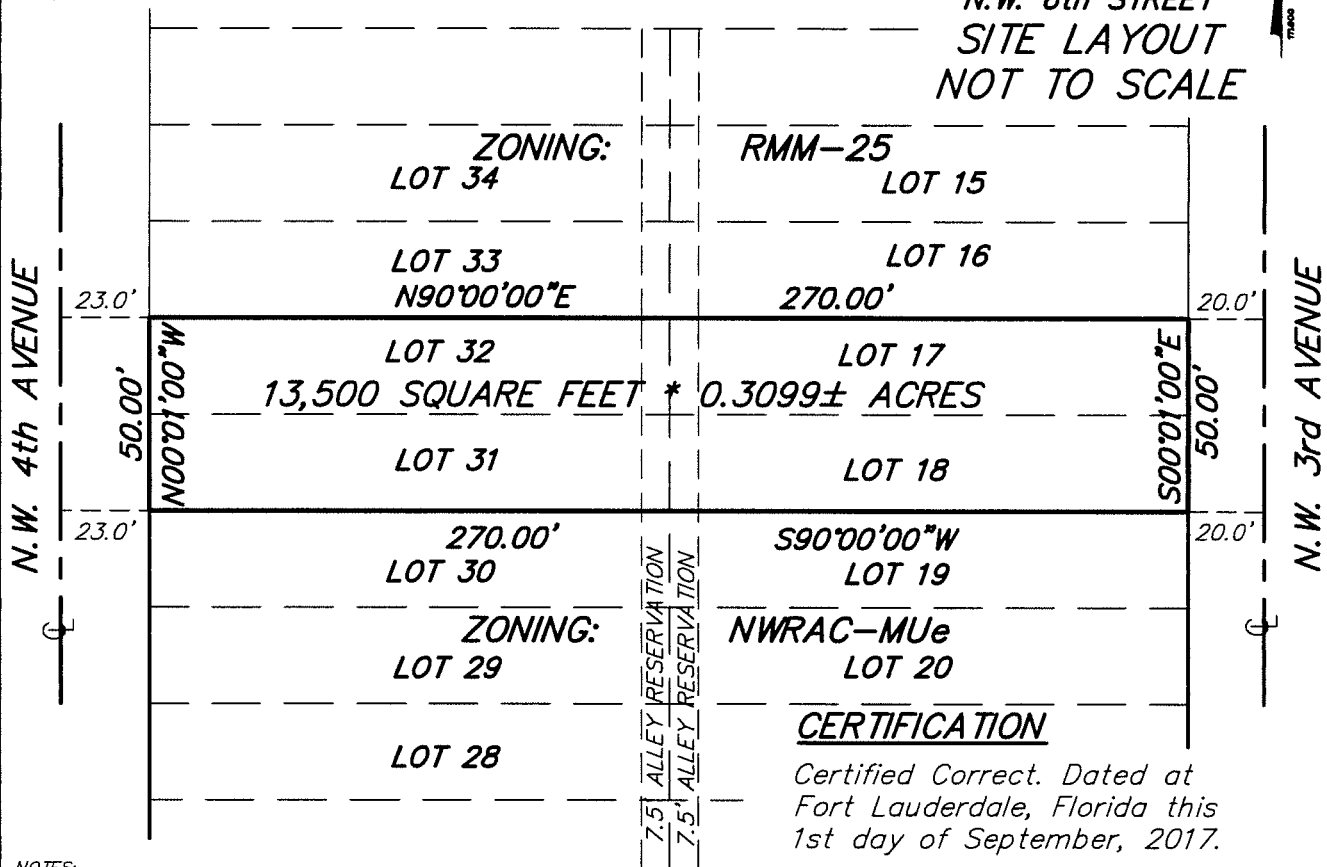 SITE LAYOUT
NOT TO SCALE
ZONING: RMM-25
LOT 34 LOT 15
LOT 33 LOT 16
N90°00'00"E 270.00'
23.0' 20.0'
N.W. 4th AVENUE
50.00'
N00°01'00"W
LOT 32 LOT 17
13,500 SQUARE FEET * 0.3099± ACRES
LOT 31 LOT 18
S00°01'00"E
50.00'
N.W. 3rd AVENUE
23.0' 20.0'
270.00' S90°00'00"W
LOT 30 LOT 19
ZONING: NWRAC-MUe
LOT 29 LOT 20
LOT 28
7.5' ALLEY RESERVATION
7.5' ALLEY RESERVATION
CERTIFICATION
Certified Correct. Dated at
Fort Lauderdale, Florida this
1st day of September, 2017.
NOTES: